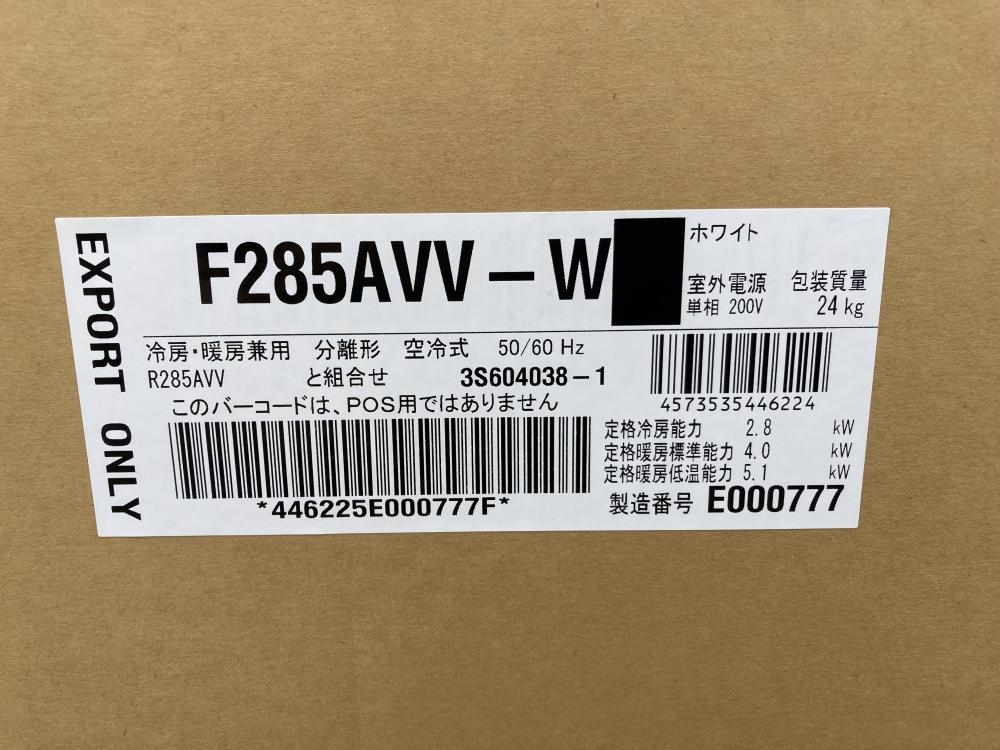 EXPORT ONLY
F285AVV-W
ホワイト
室外電源 包装質量
単相 200V 24kg
冷房・暖房兼用 分離形 空冷式 50/60 Hz
R285AVV と組合せ 3S604038-1
このバーコードは、POS用ではありません
4573535446224
定格冷房能力 2.8 kW
定格暖房標準能力 4.0 kW
定格暖房低温能力 5.1 kW
*446225E000777F*
製造番号 E000777